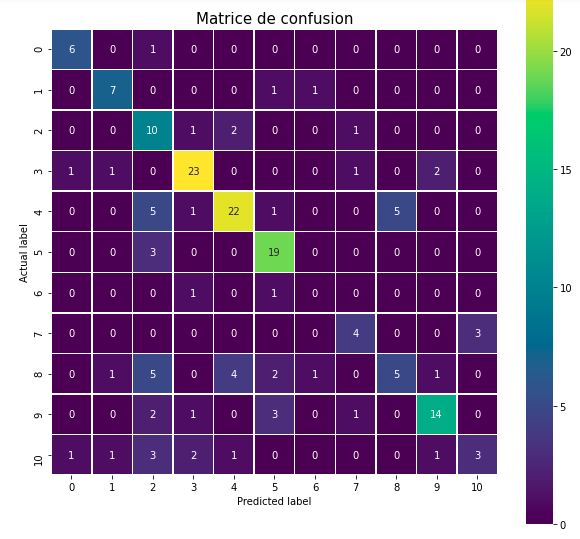 Matrice de confusion
0 6 0 1 0 0 0 0 0 0 0 0
1 0 7 0 0 0 1 1 0 0 0 0
2 0 0 10 1 2 0 0 1 0 0 0
3 1 1 0 23 0 0 0 1 0 2 0
4 0 0 5 1 22 1 0 0 5 0 0
5 0 0 3 0 0 19 0 0 0 0 0
6 0 0 0 1 0 1 0 0 0 0 0
7 0 0 0 0 0 0 0 4 0 0 3
8 0 1 5 0 4 2 1 0 5 1 0
9 0 0 2 1 0 3 0 1 0 14 0
10 1 1 3 2 1 0 0 0 0 1 3
0 1 2 3 4 5 6 7 8 9 10
Actual label
Predicted label
20
15
10
5
0